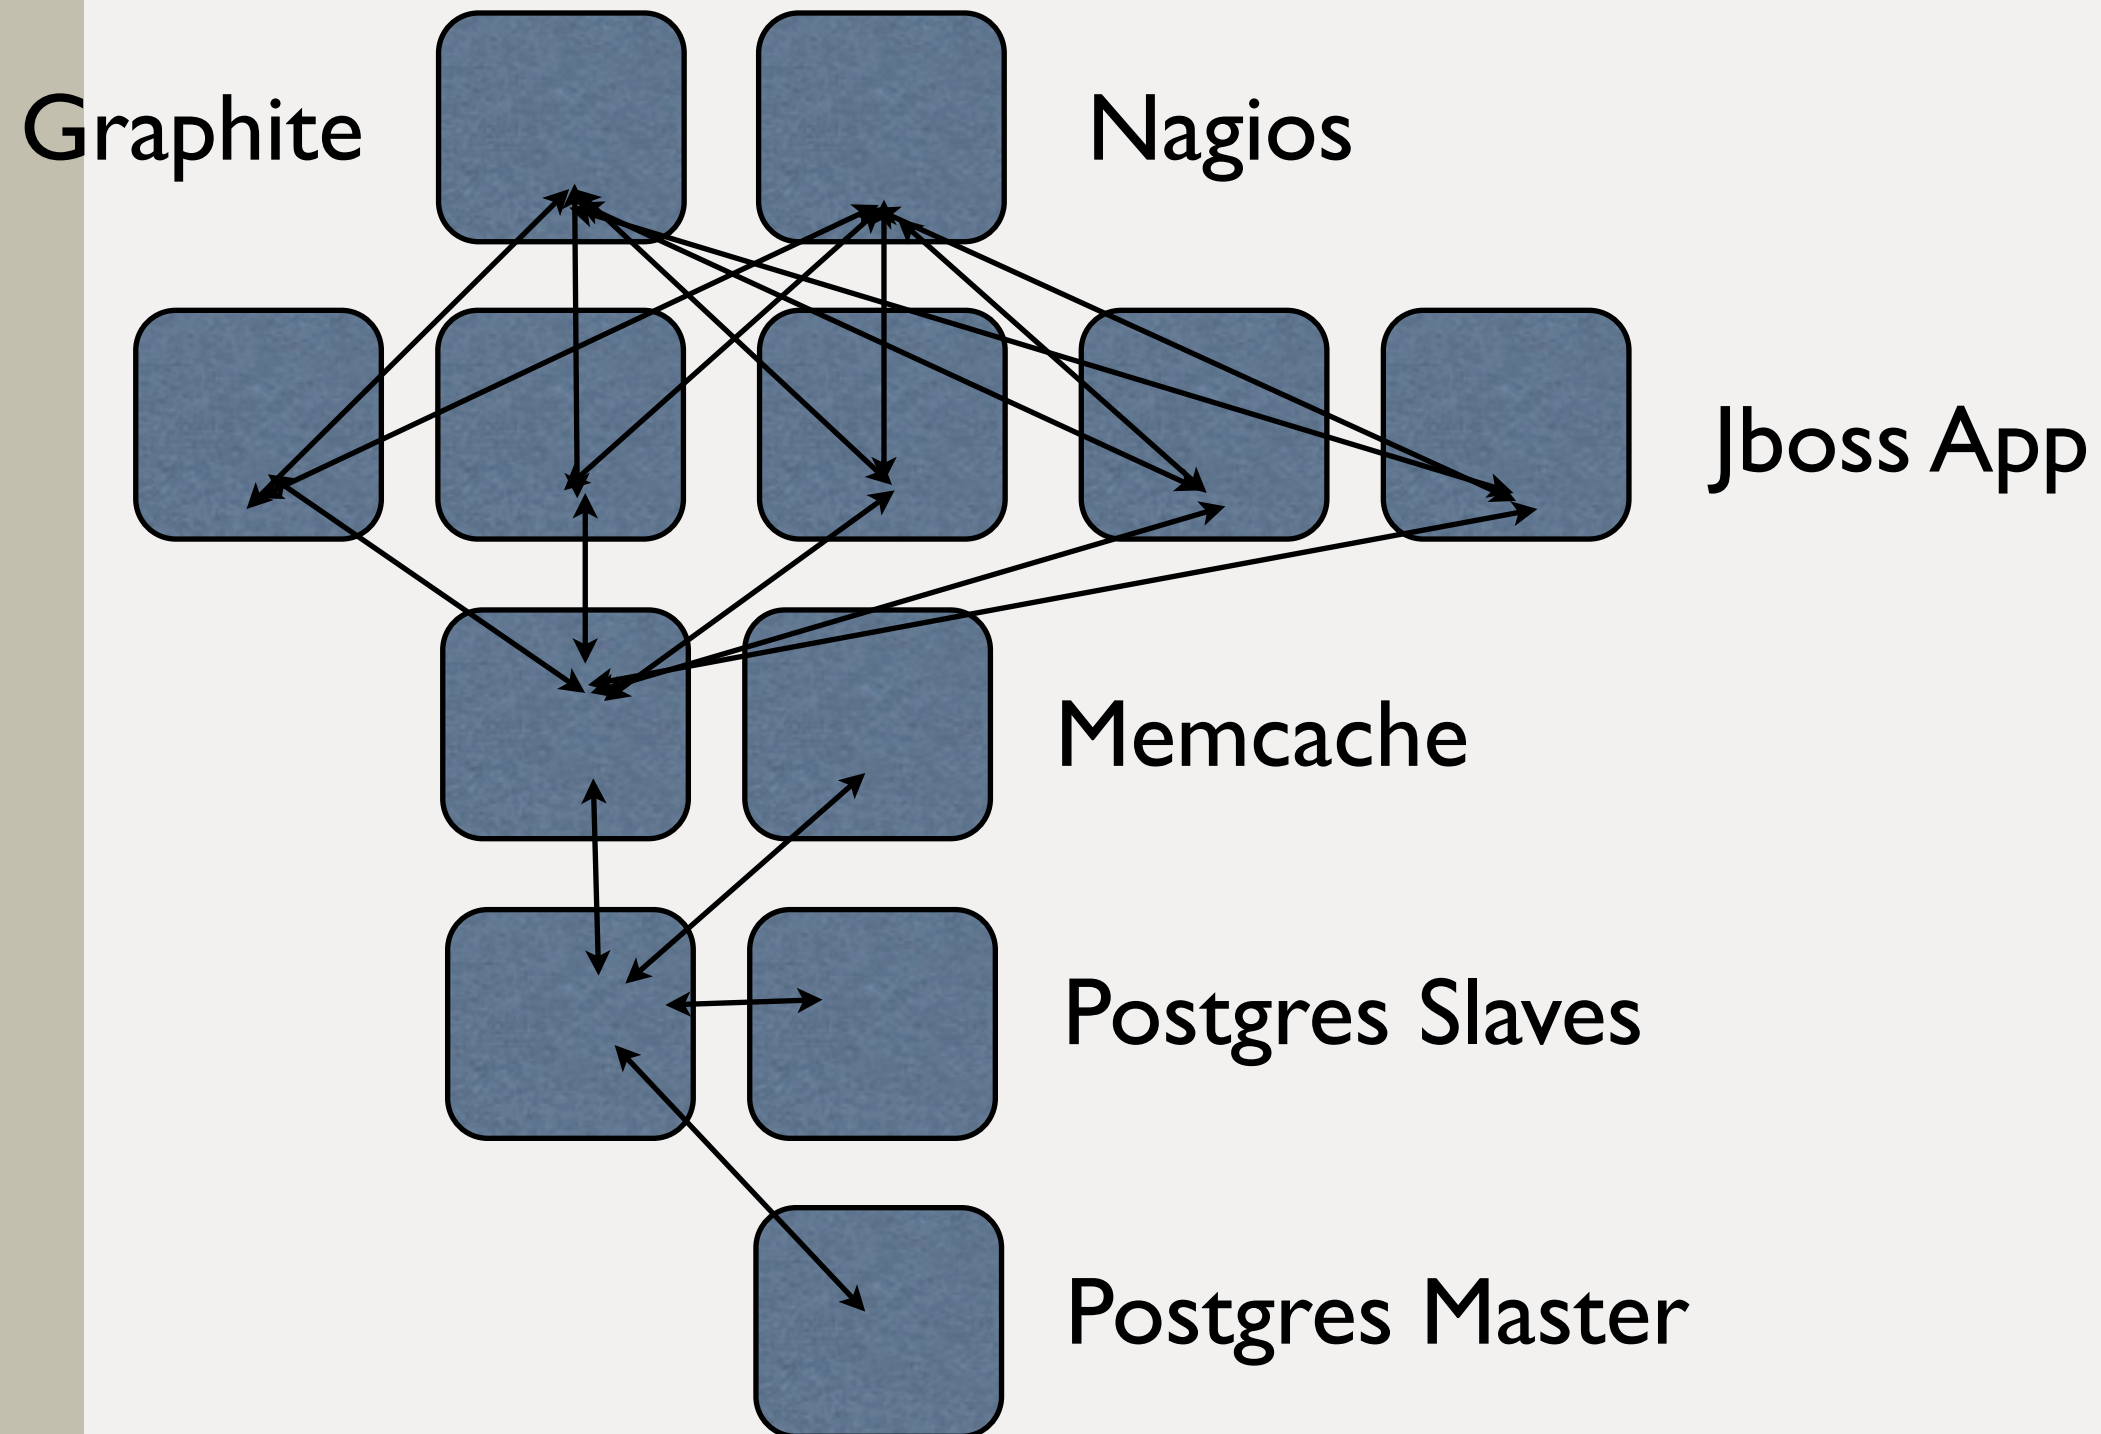 Graphite
Nagios
Jboss App
Memcache
Postgres Slaves
Postgres Master